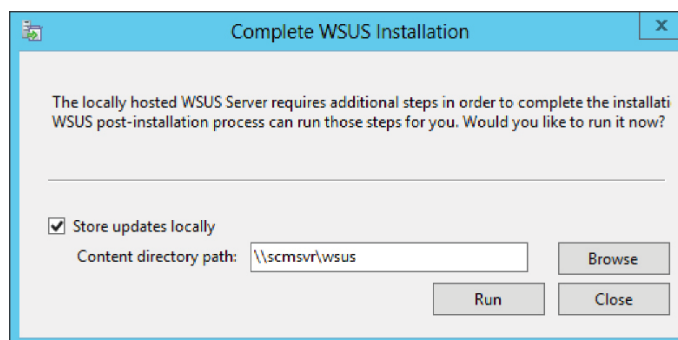 Complete WSUS Installation
x
The locally hosted WSUS Server requires additional steps in order to complete the installati
WSUS post-installation process can run those steps for you. Would you like to run it now?
Store updates locally
Content directory path: \\scmsvr\wsus Browse
Run Close